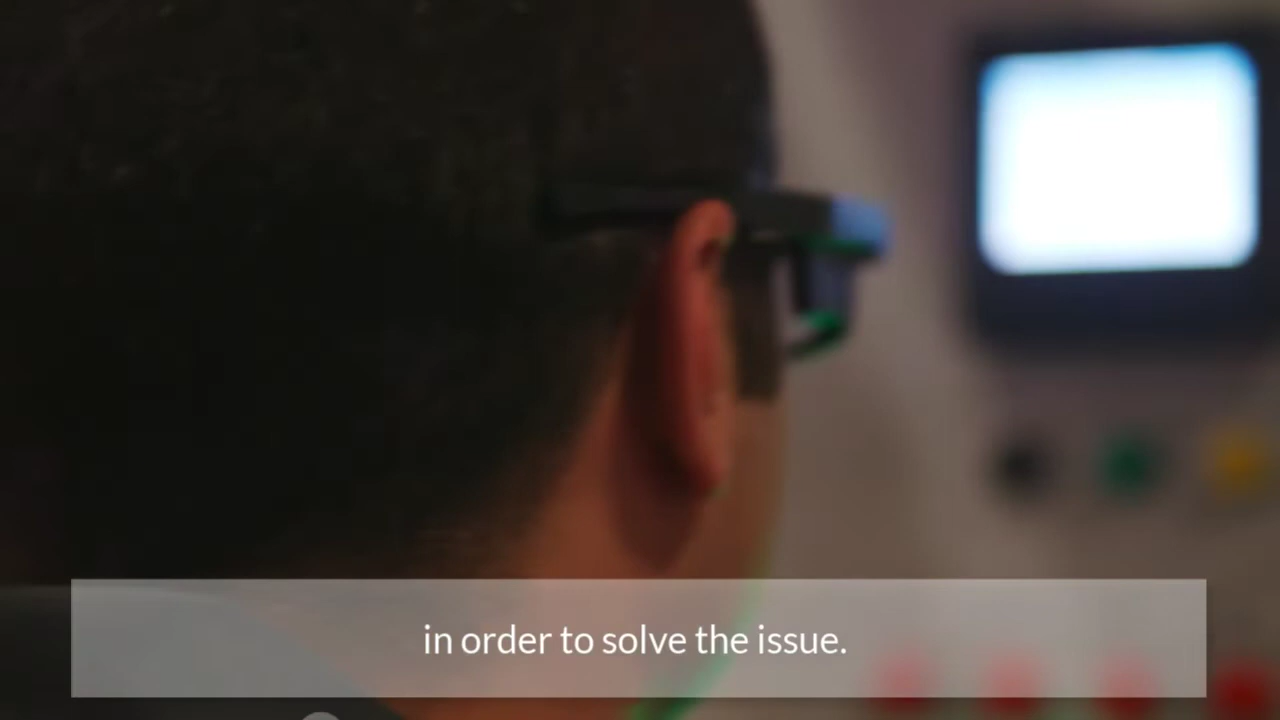 in order to solve the issue.